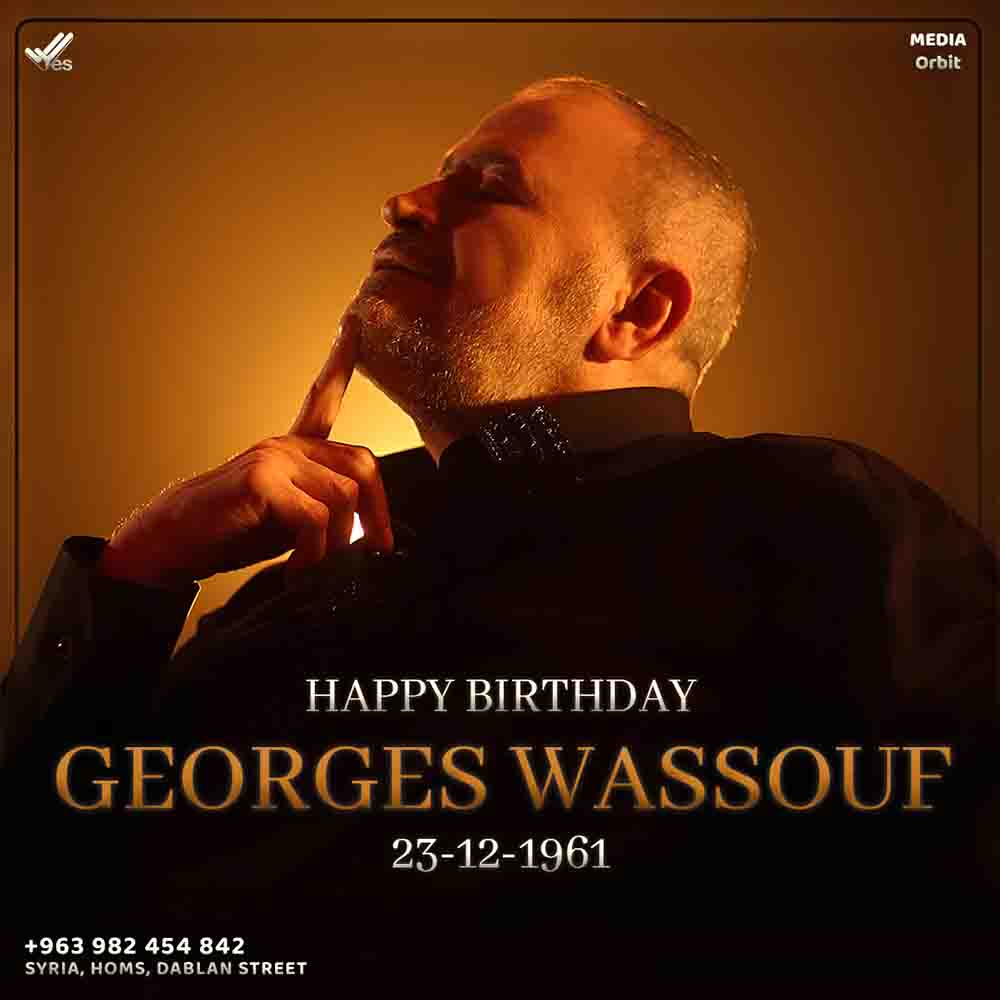 Yes
MEDIA
Orbit
HAPPY BIRTHDAY
GEORGES WASSOUF
23-12-1961
+963 982 454 842
SYRIA, HOMS, DABLAN STREET